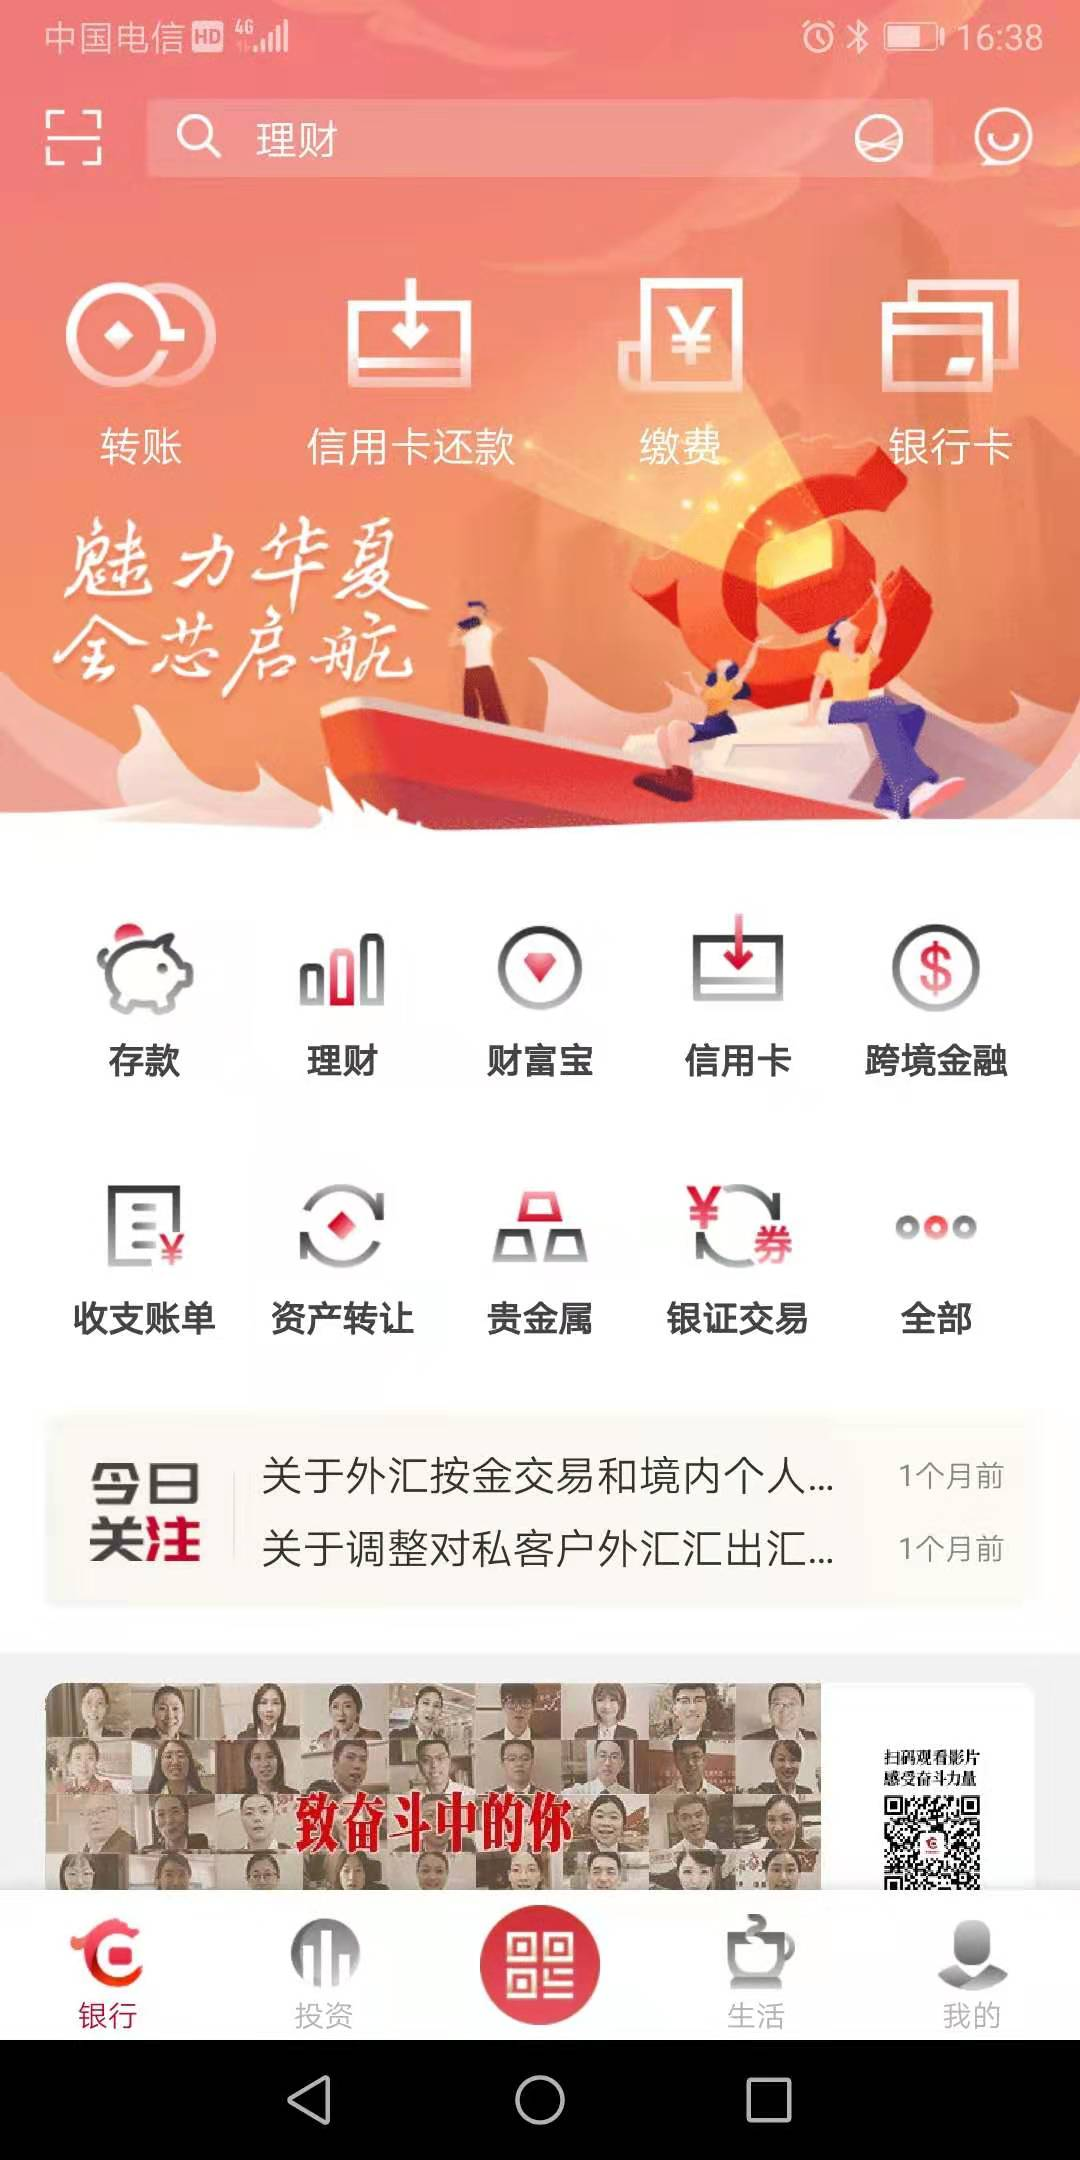 中国电信 HD 4G 16:38
理财
转账 信用卡还款 缴费 银行卡
魅力华夏
金芯启航
存款 理财 财富宝 信用卡 跨境金融
¥ ¥ 券
收支账单 资产转让 贵金属 银证交易 全部
今日
关注
关于外汇按金交易和境内个人... 1个月前
关于调整对私客户外汇汇出汇... 1个月前
致奋斗中的你
扫码观看影片
感受奋斗力量
银行 投资 生活 我的